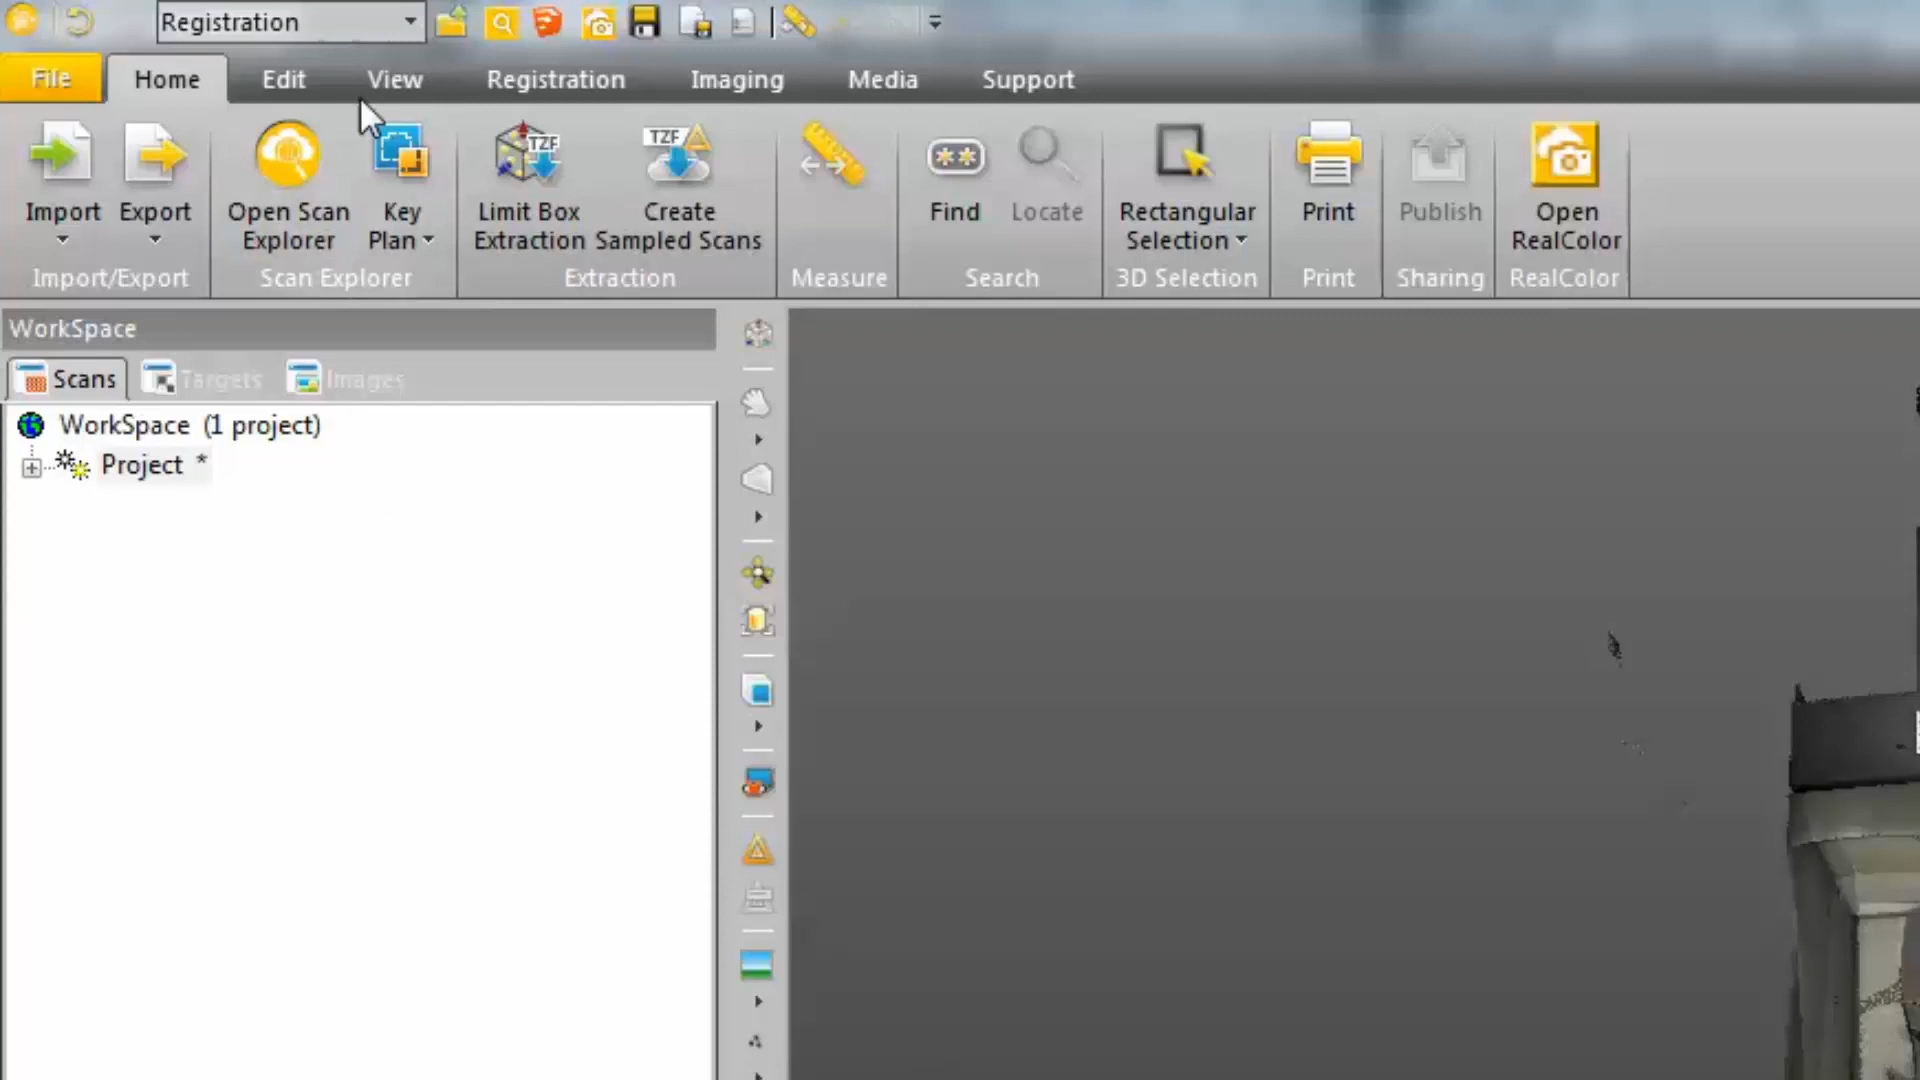 Registration
File Home Edit View Registration Imaging Media Support
TZF TZF
Import Export Open Scan Explorer Key Plan Limit Box Extraction Create Sampled Scans Find Locate Rectangular Selection Print Publish Open RealColor
Import/Export Scan Explorer Extraction Measure Search 3D Selection Print Sharing RealColor
WorkSpace
Scans Targets Images
WorkSpace (1 project)
Project *